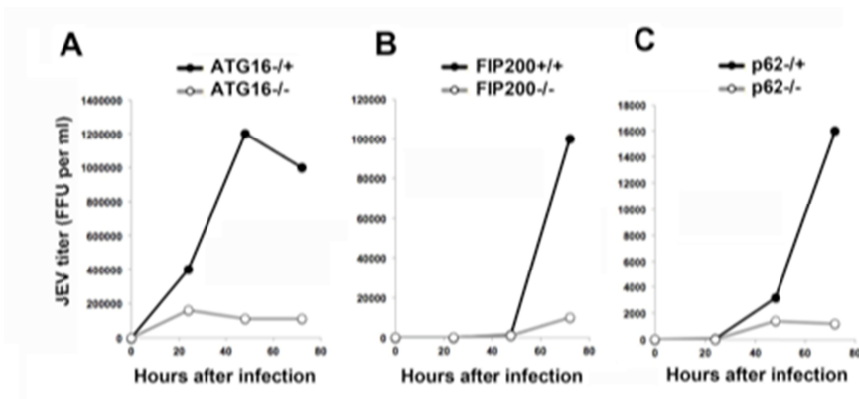 A
ATG16-/+
ATG16-/-
JEV titer (FFU per ml)
1400000
1200000
1000000
800000
600000
400000
200000
0
0 20 40 60 80
Hours after infection
B
FIP200+/+
FIP200-/-
120000
100000
80000
60000
40000
20000
0
0 20 40 60 80
Hours after infection
C
p62-/+
p62-/-
18000
16000
14000
12000
10000
8000
6000
4000
2000
0
0 20 40 60 80
Hours after infection